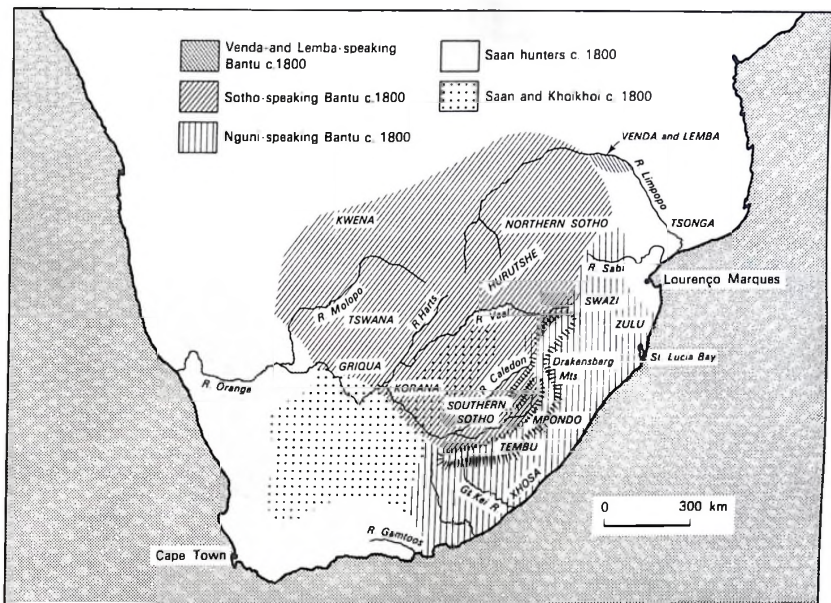 Venda-and Lemba-speaking
Bantu c.1800
Sotho-speaking Bantu c.1800
Nguni-speaking Bantu c. 1800
Saan hunters c. 1800
Saan and Khoikhoi c. 1800
VENDA and LEMBA
R Limpopo
TSONGA
KWENA
NORTHERN SOTHO
HURUTSHE
R Sabi
Lourenço Marques
R Molopo
R Harts
TSWANA
SWAZI
R Vaal
ZULU
GRIQUA
Drakensberg
Mts
St. Lucia Bay
R Orange
KORANA
R Caledon
SOUTHERN
SOTHO
MPONDO
TEMBU
XHOSA
Gt Kei R
0 300 km
R Gamtoos
Cape Town